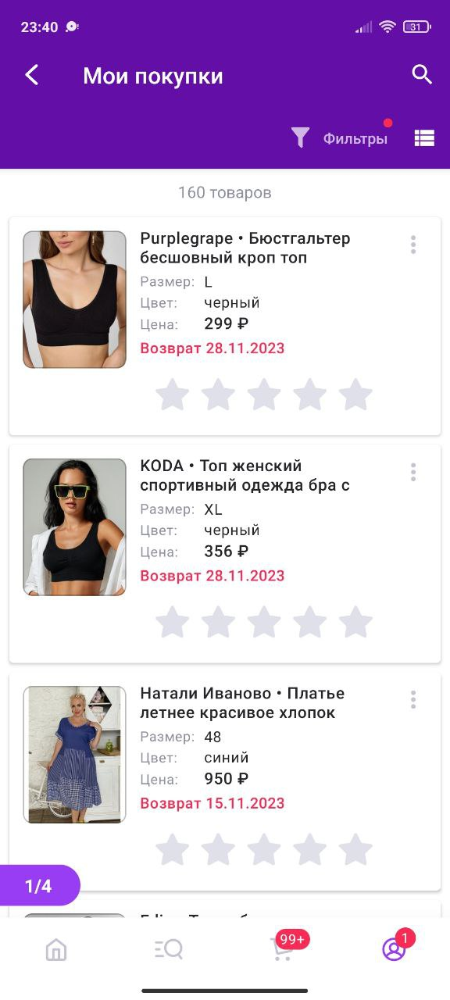 23:40
31
Мои покупки
Фильтры
160 товаров
Purplegrape • Бюстгальтер
бесшовный кроп топ
Размер: L
Цвет: черный
Цена: 299 ₽
Возврат 28.11.2023
KODA • Топ женский
спортивный одежда бра с
Размер: XL
Цвет: черный
Цена: 356 ₽
Возврат 28.11.2023
Натали Иваново • Платье
летнее красивое хлопок
Размер: 48
Цвет: синий
Цена: 950 ₽
Возврат 15.11.2023
1/4
99+
1